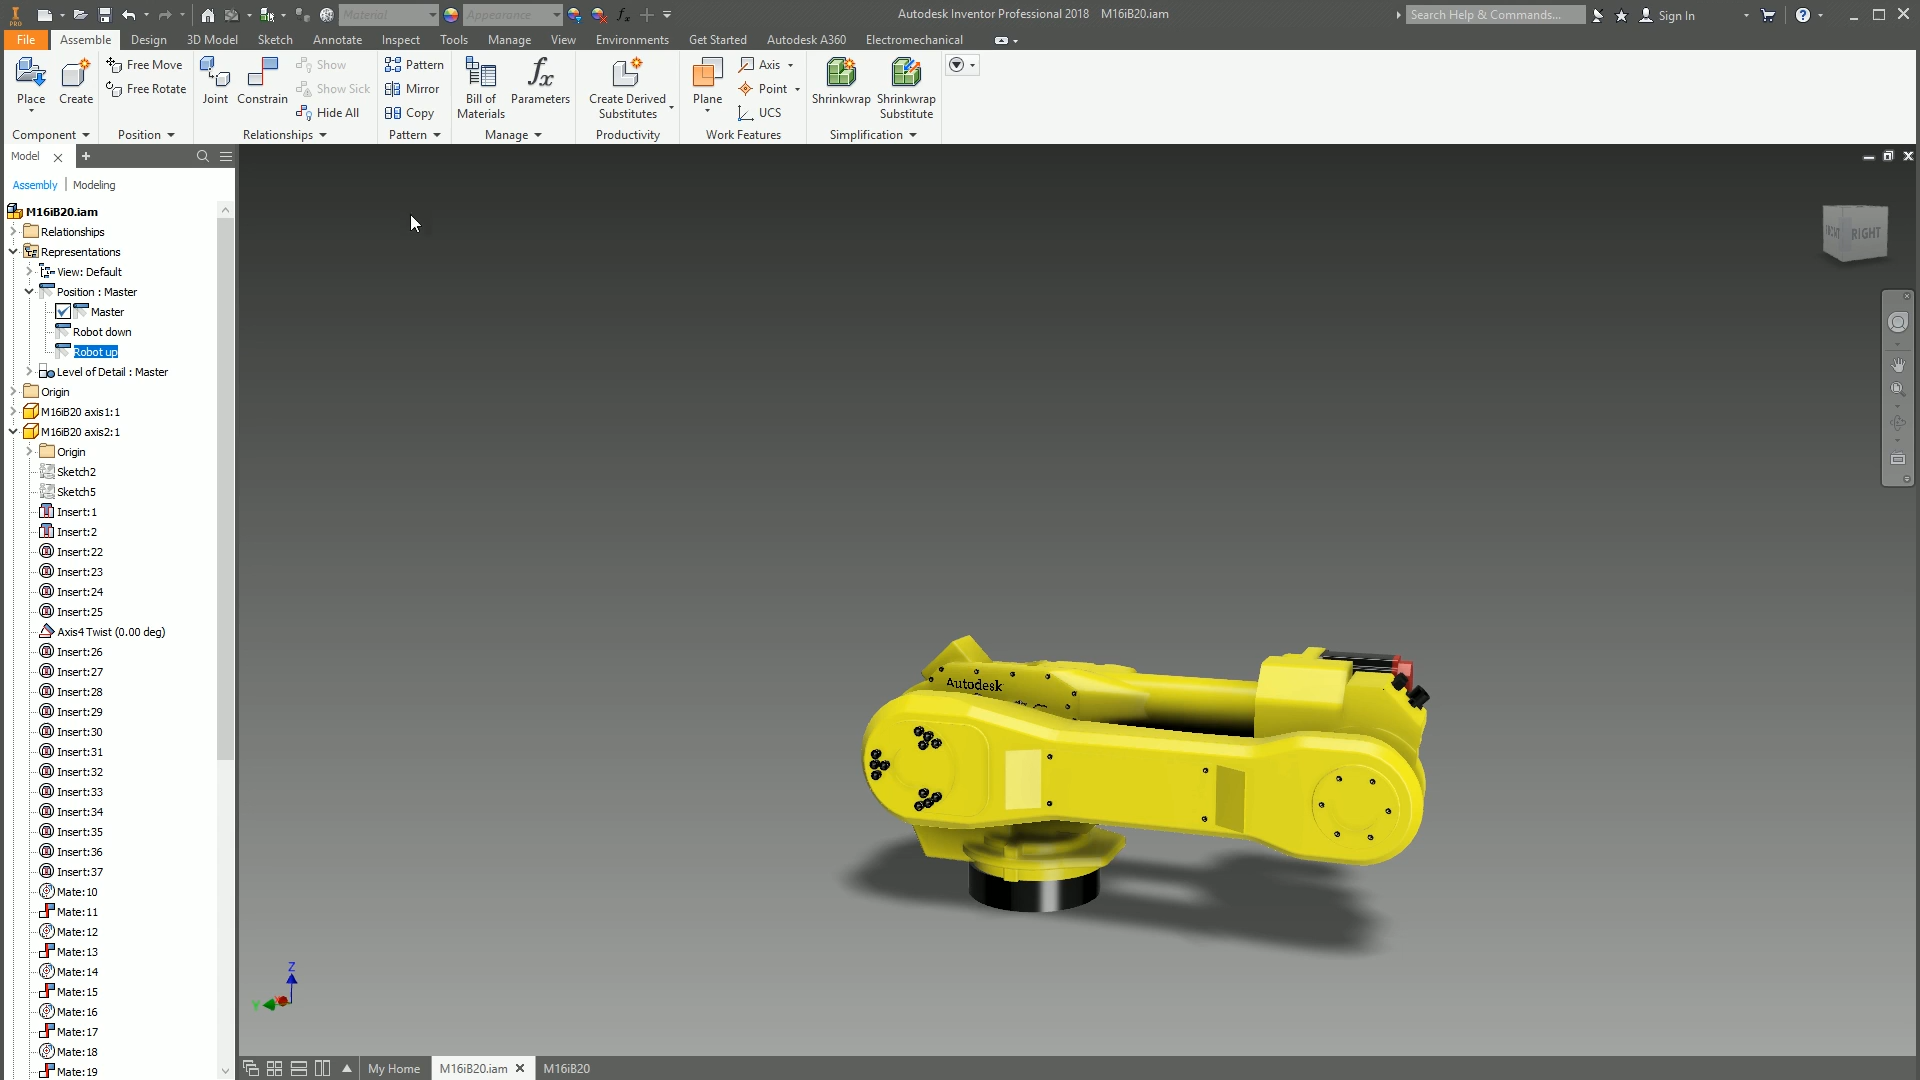 PRO
Material
Appearance
Autodesk Inventor Professional 2018 M16iB20.iam
Search Help & Commands...
Sign In
File Assemble Design 3D Model Sketch Annotate Inspect Tools Manage View Environments Get Started Autodesk A360 Electromechanical
Place
Create
Component
Free Move
Free Rotate
Position
Joint
Constrain
Show
Show Sick
Hide All
Relationships
Pattern
Mirror
Copy
Pattern
Bill of
Materials
Parameters
Manage
Create Derived
Substitutes
Productivity
Plane
Axis
Point
UCS
Work Features
Shrinkwrap
Shrinkwrap
Substitute
Simplification
Model
Assembly Modeling
M16iB20.iam
Relationships
Representations
View: Default
Position : Master
Master
Robot down
Robot up
Level of Detail : Master
Origin
M16iB20 axis1:1
M16iB20 axis2:1
Origin
Sketch2
Sketch5
Insert:1
Insert:2
Insert:22
Insert:23
Insert:24
Insert:25
Axis4 Twist (0.00 deg)
Insert:26
Insert:27
Insert:28
Insert:29
Insert:30
Insert:31
Insert:32
Insert:33
Insert:34
Insert:35
Insert:36
Insert:37
Mate:10
Mate:11
Mate:12
Mate:13
Mate:14
Mate:15
Mate:16
Mate:17
Mate:18
Mate:19
RIGHT
Autodesk
Z
Y
My Home M16iB20.iam M16iB20